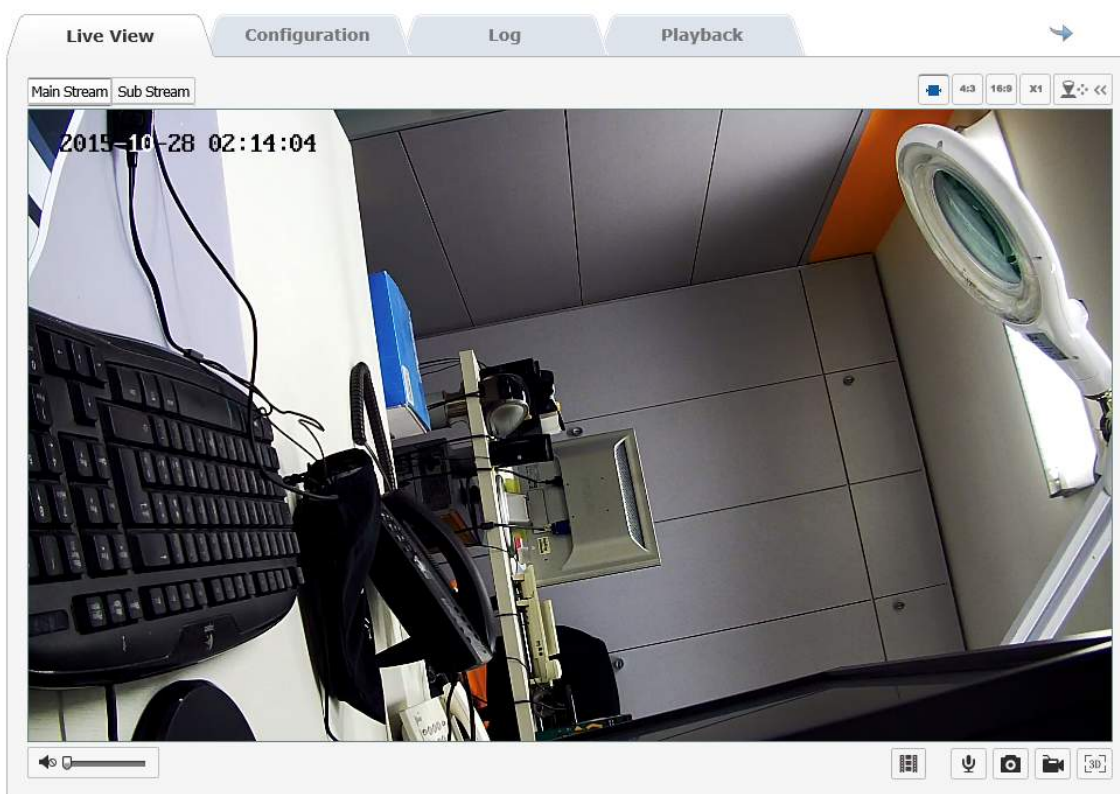 Live View Configuration Log Playback
Main Stream Sub Stream 4:3 16:9 X1 <<
2015-10-28 02:14:04
3D